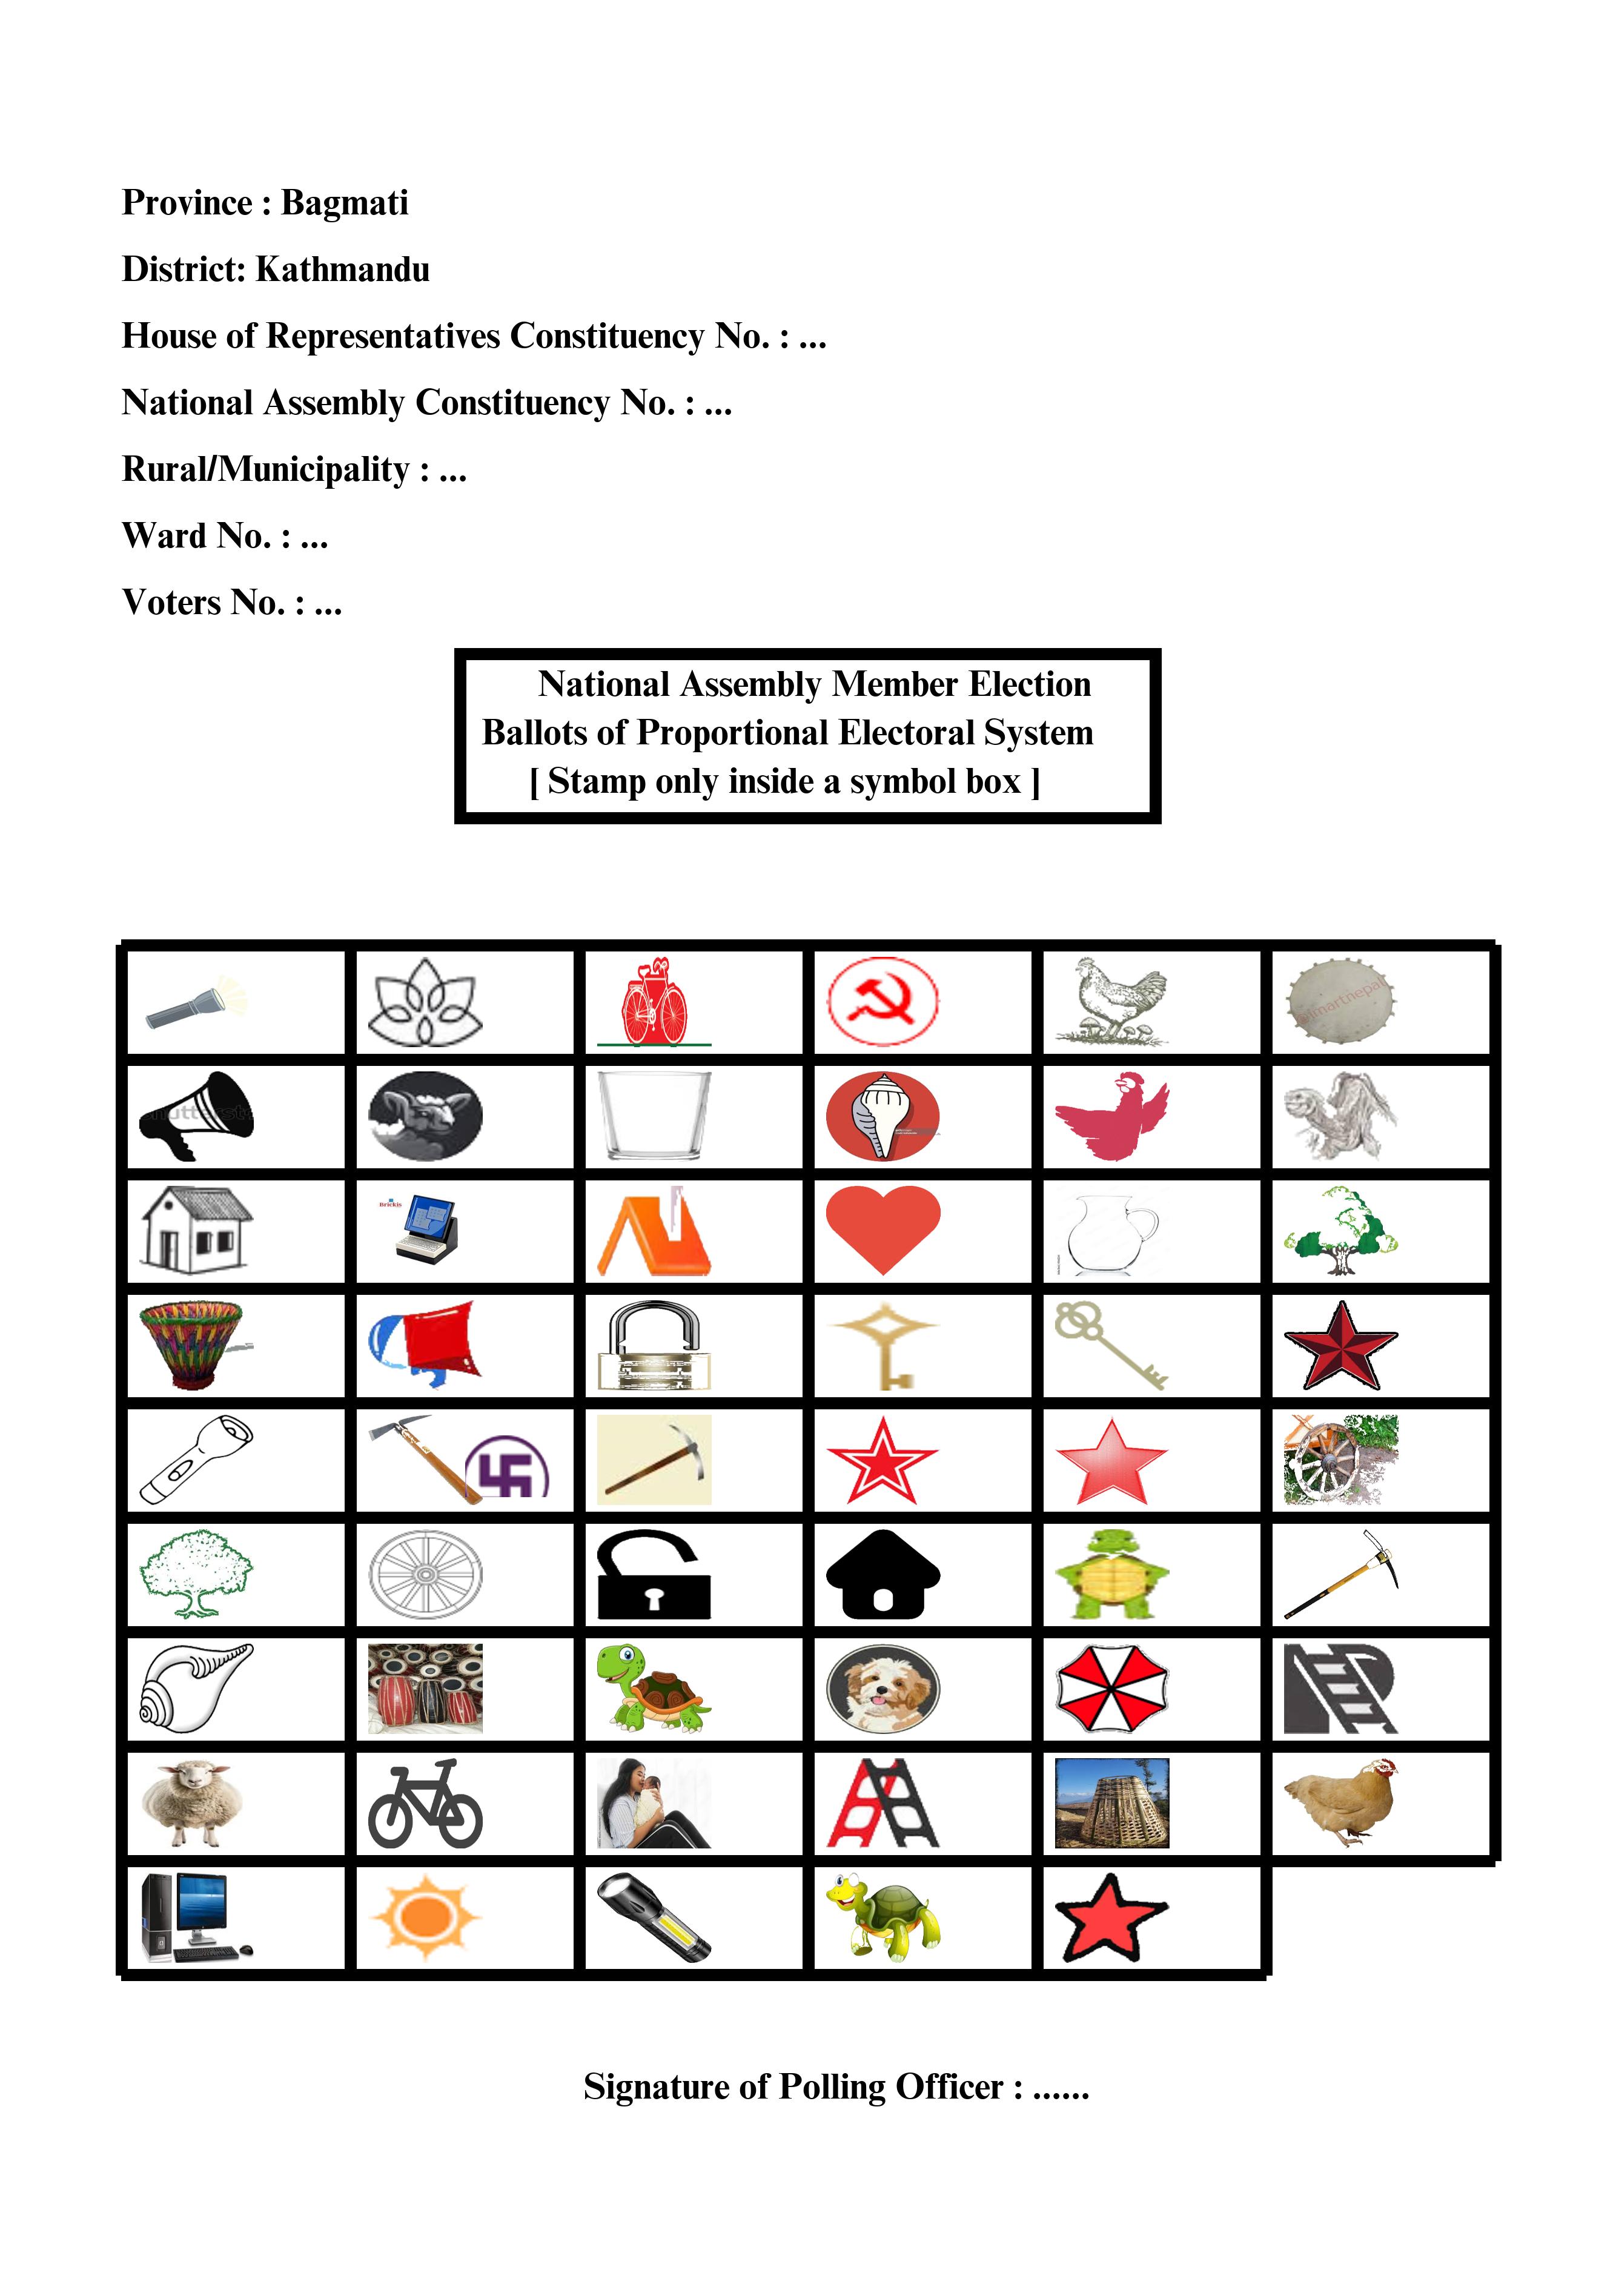 Province : Bagmati
District: Kathmandu
House of Representatives Constituency No. : ...
National Assembly Constituency No. : ...
Rural/Municipality : ...
Ward No. : ...
Voters No. : ...
National Assembly Member Election
Ballots of Proportional Electoral System
[ Stamp only inside a symbol box ]
Signature of Polling Officer : ......